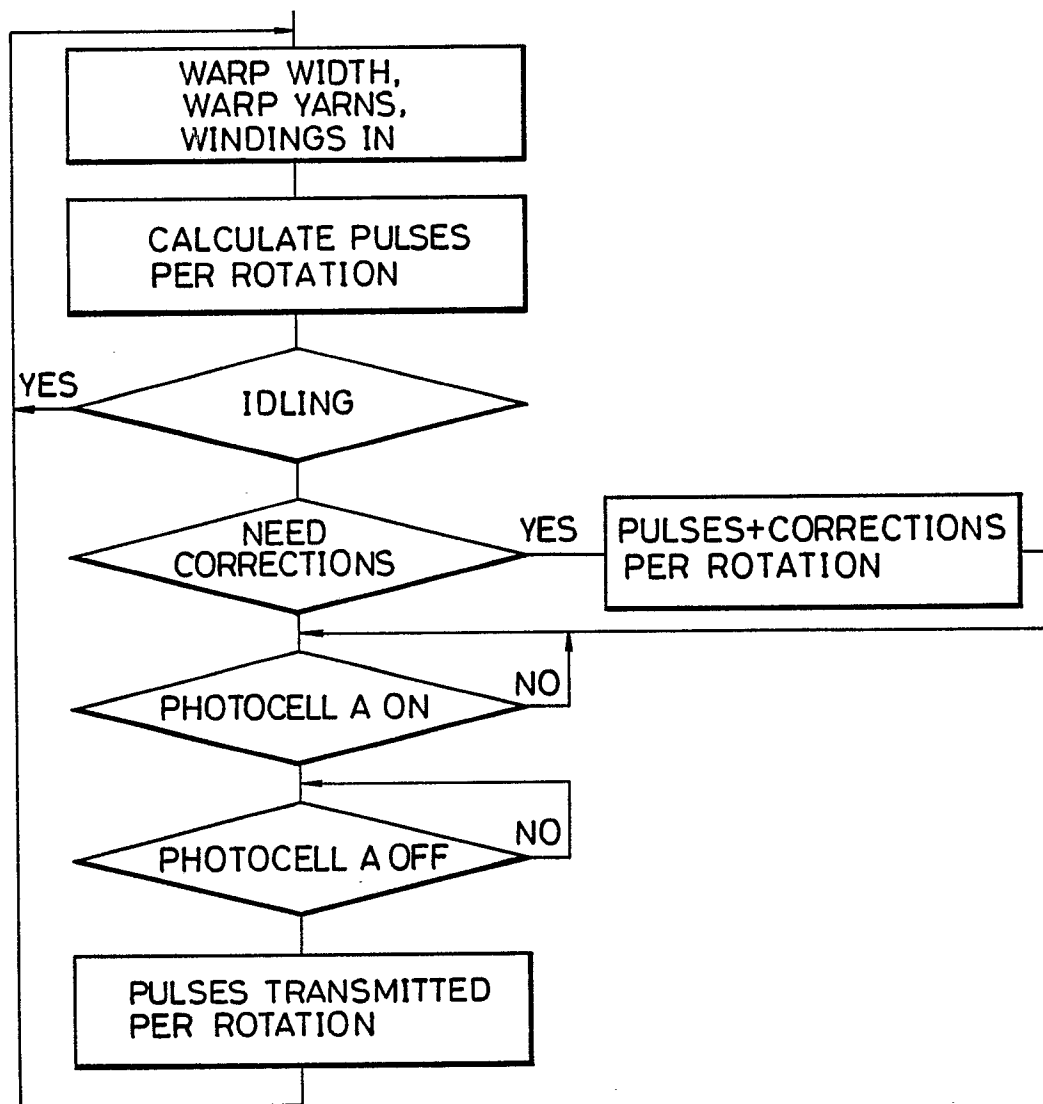 WARP WIDTH,
WARP YARNS,
WINDINGS IN
CALCULATE PULSES
PER ROTATION
YES
IDLING
NEED
CORRECTIONS
YES
PULSES+CORRECTIONS
PER ROTATION
PHOTOCELL A ON
NO
PHOTOCELL A OFF
NO
PULSES TRANSMITTED
PER ROTATION